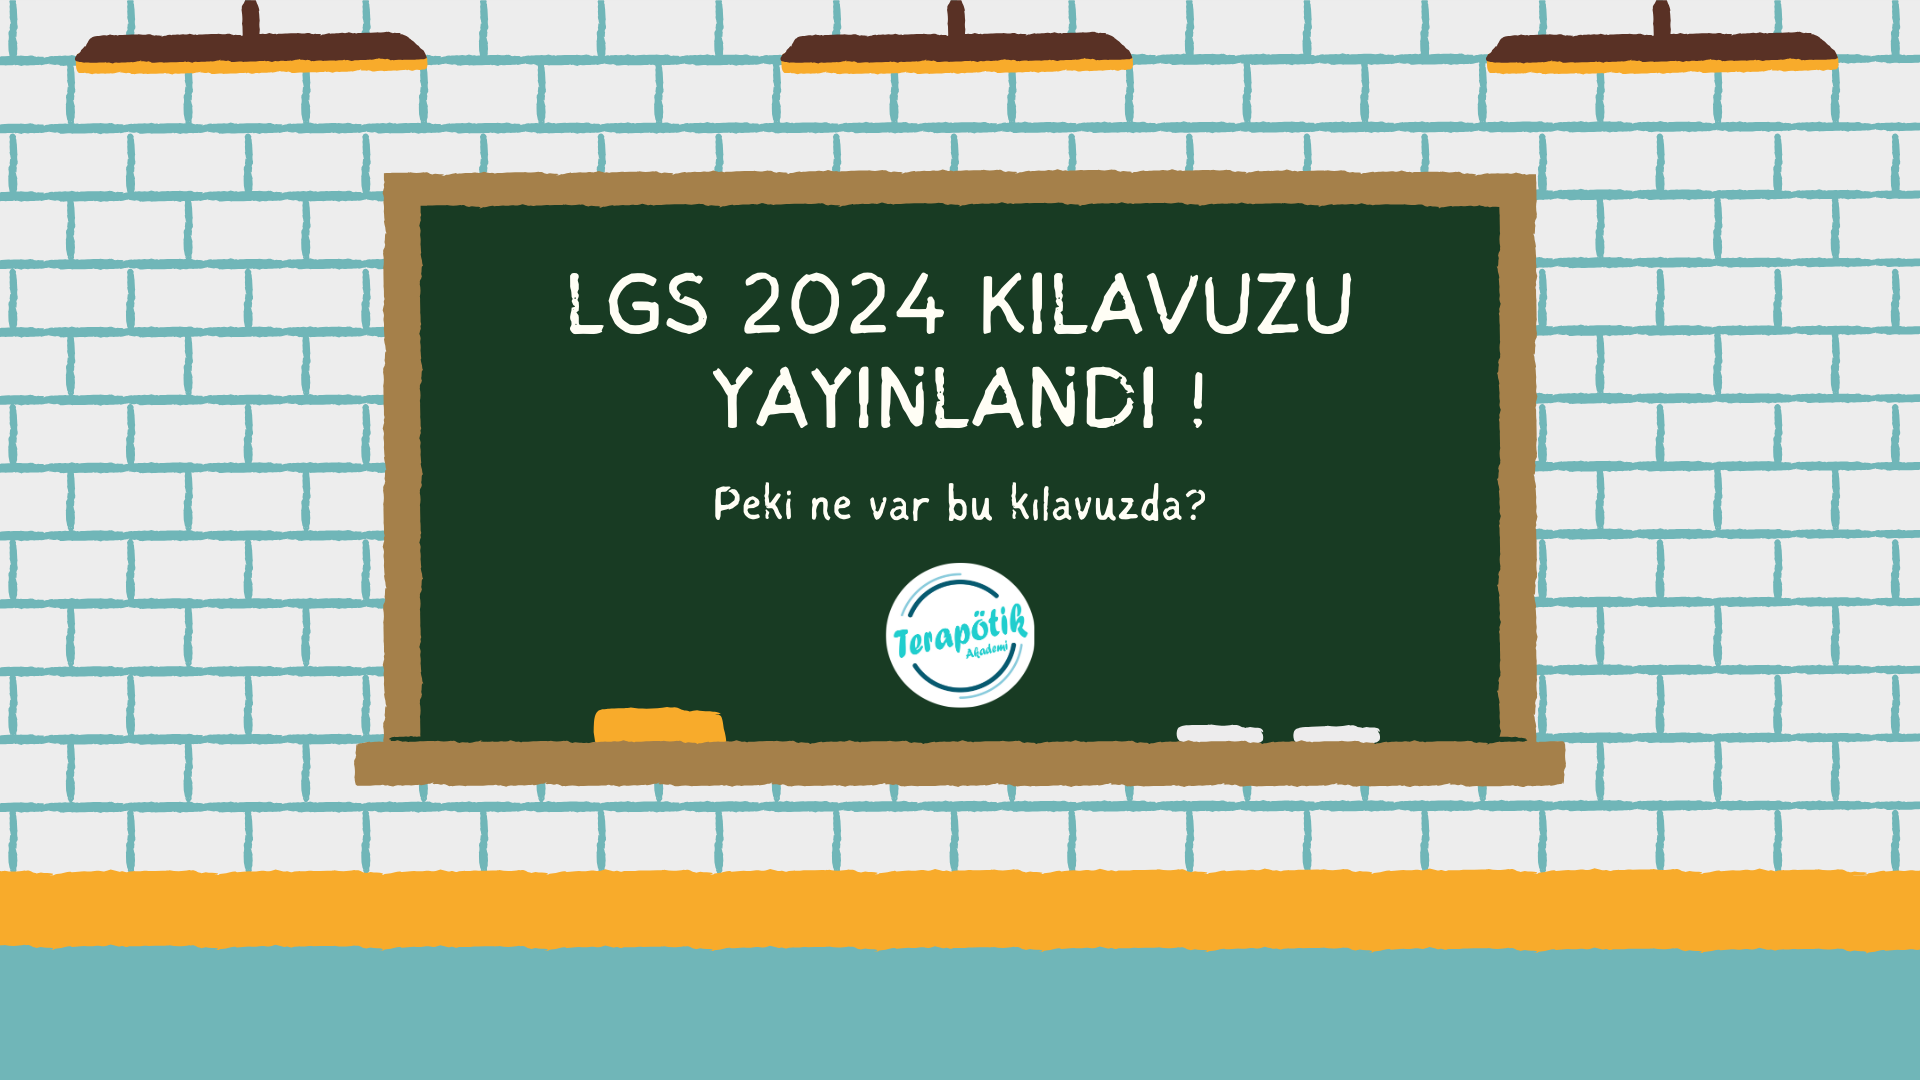 LGS 2024 KILAVUZU
YAYINLANDI !
Peki ne var bu kılavuzda?
Terapötik
Akademi